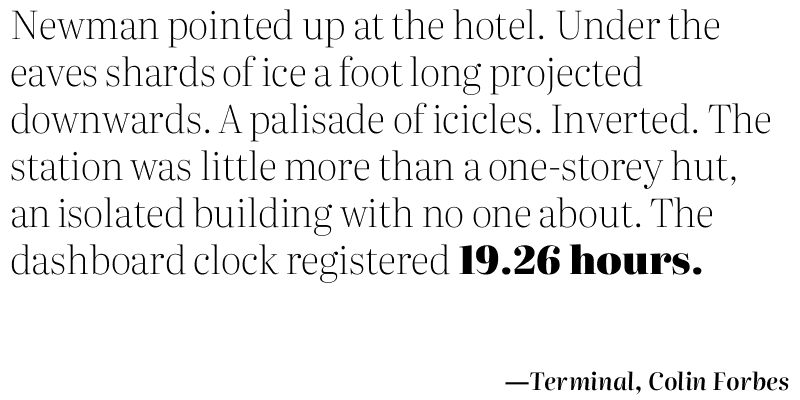 Newman pointed up at the hotel. Under the
eaves shards of ice a foot long projected
downwards. A palisade of icicles. Inverted. The
station was little more than a one-storey hut,
an isolated building with no one about. The
dashboard clock registered 19.26 hours.
—Terminal, Colin Forbes